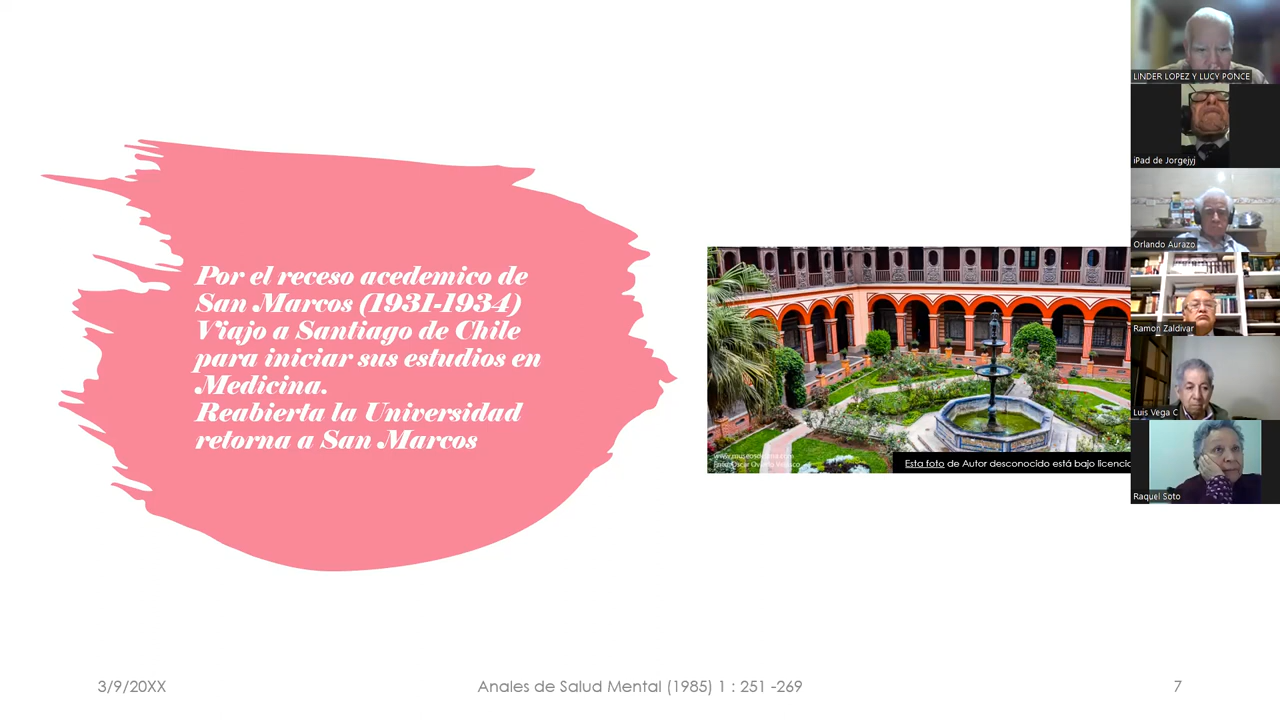 Por el receso acedemico de
San Marcos (1931-1934)
Viajo a Santiago de Chile
para iniciar sus estudios en
Medicina.
Reabierta la Universidad
retorna a San Marcos
www.museosdelima.com
Esta foto de Autor desconocido está bajo licencia
3/9/20XX
Anales de Salud Mental (1985) 1 : 251 -269
7
LINDER LOPEZ Y LUCY PONCE
iPad de Jorgejyj
Orlando Aurazo
Ramon Zaldivar
Luis Vega C
Raquel Soto